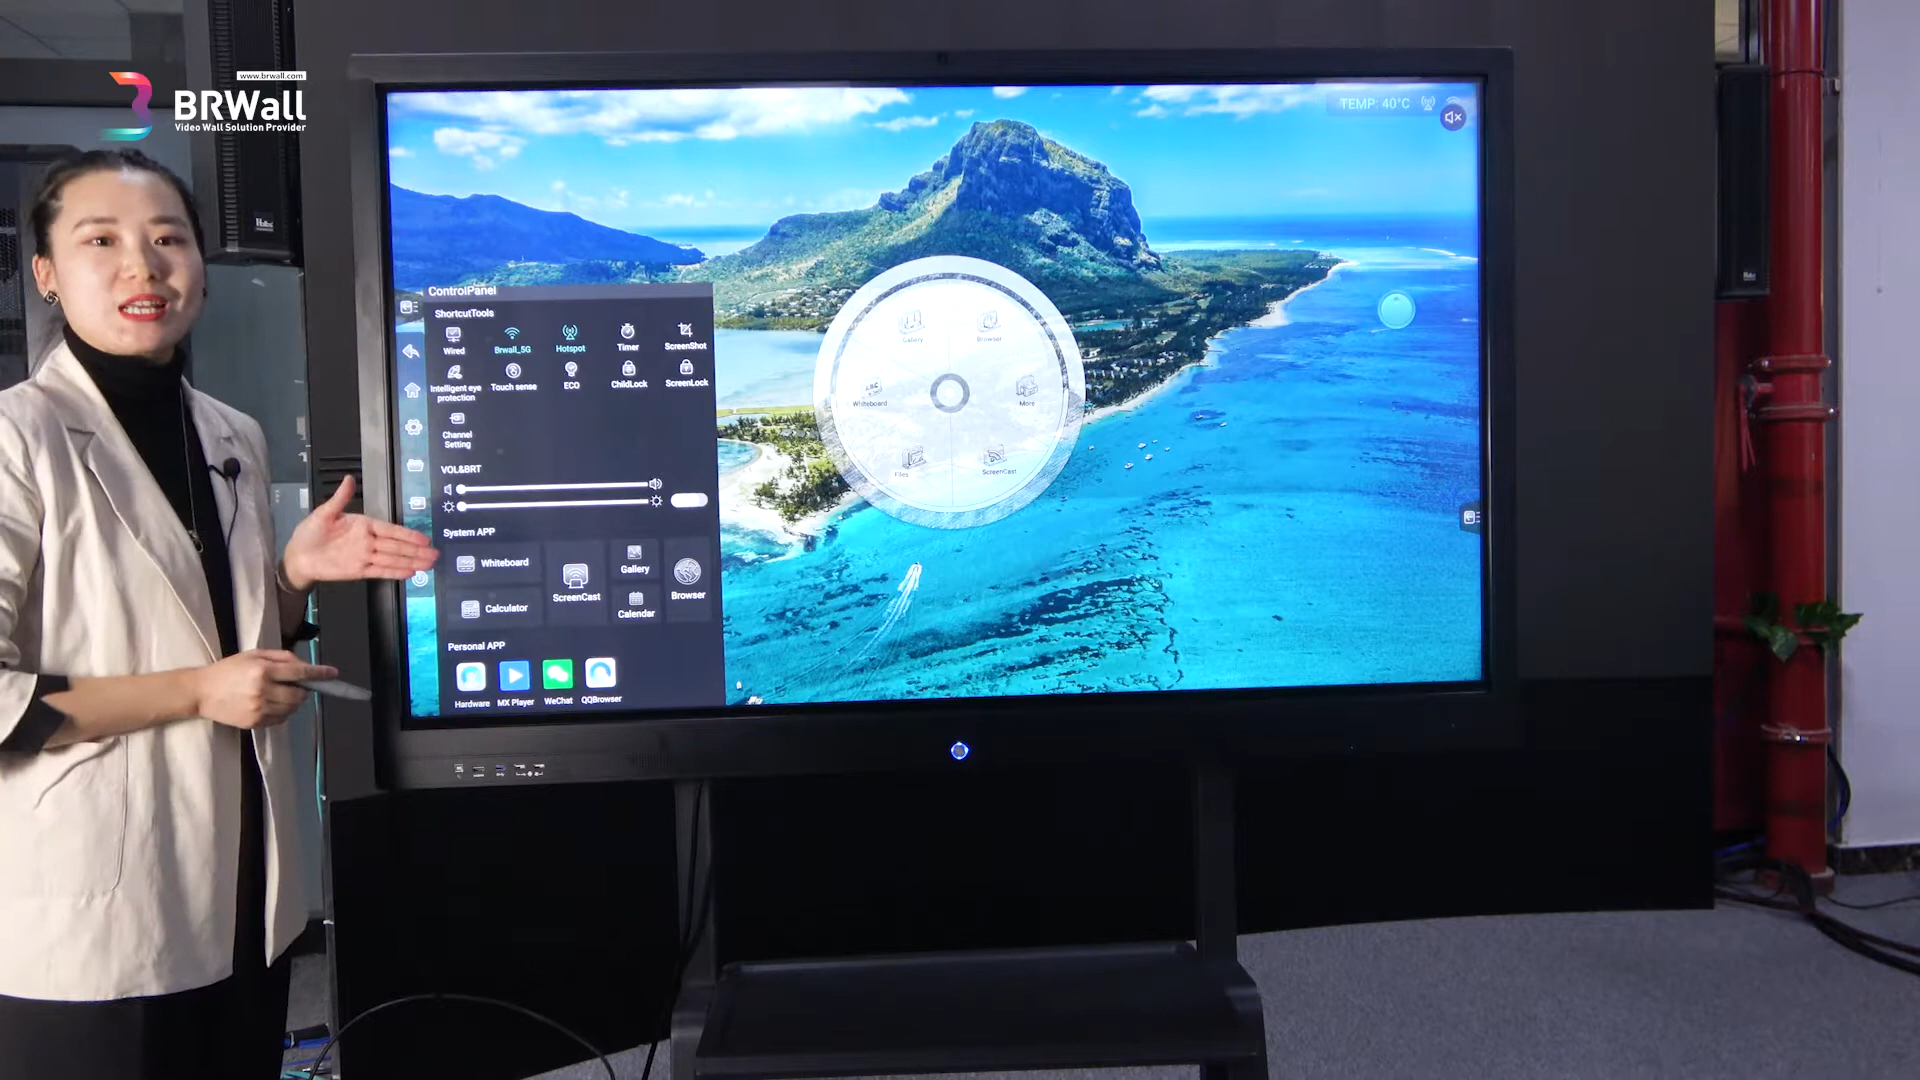 www.brwall.com
BRWall
Video Wall Solution Provider
TEMP: 40°C
ControlPanel
ShortcutTools
Wired
Brwall_5G
Hotspot
Timer
ScreenShot
Intelligent eye
protection
Touch sense
ECO
ChildLock
ScreenLock
Channel
Setting
VOL&BRT
System APP
Whiteboard
Calculator
ScreenCast
Gallery
Calendar
Browser
Personal APP
Hardware
MX Player
WeChat
QQBrowser
Gallery
Browser
ABC
Whiteboard
More
Files
ScreenCast